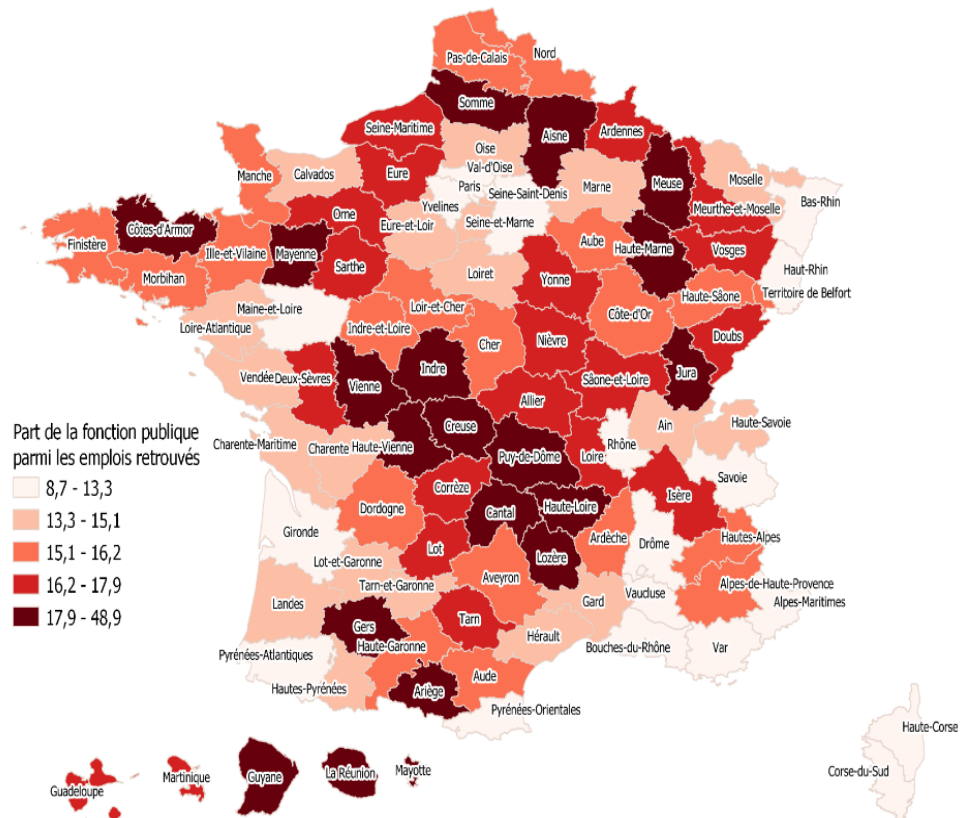 Pas-de-Calais
Nord
Somme
Seine-Maritime
Aisne
Ardennes
Oise
Val-d'Oise
Eure
Manche
Calvados
Paris
Seine-Saint-Denis
Marne
Meuse
Moselle
Bas-Rhin
Yvelines
Meurthe-et-Moselle
Orne
Eure-et-Loir
Seine-et-Marne
Côtes-d'Armor
Finistère
Ille-et-Vilaine
Mayenne
Aube
Haute-Marne
Vosges
Sarthe
Morbihan
Loiret
Yonne
Haut-Rhin
Territoire de Belfort
Haute-Sâone
Maine-et-Loire
Loir-et-Cher
Côte-d'Or
Loire-Atlantique
Indre-et-Loire
Cher
Nièvre
Doubs
Vendée
Deux-Sèvres
Vienne
Indre
Sâone-et-Loire
Jura
Allier
Part de la fonction publique
parmi les emplois retrouvés
8,7 - 13,3
13,3 - 15,1
15,1 - 16,2
16,2 - 17,9
17,9 - 48,9
Charente-Maritime
Charente
Haute-Vienne
Creuse
Puy-de-Dôme
Loire
Rhône
Ain
Haute-Savoie
Savoie
Corrèze
Isère
Dordogne
Cantal
Haute-Loire
Gironde
Lot
Lozère
Ardèche
Drôme
Hautes-Alpes
Lot-et-Garonne
Aveyron
Tarn-et-Garonne
Alpes-de-Haute-Provence
Vaucluse
Alpes-Maritimes
Landes
Gard
Gers
Tarn
Hérault
Haute-Garonne
Bouches-du-Rhône
Var
Pyrénées-Atlantiques
Hautes-Pyrénées
Ariège
Aude
Pyrénées-Orientales
Haute-Corse
Corse-du-Sud
Guadeloupe
Martinique
Guyane
La Réunion
Mayotte